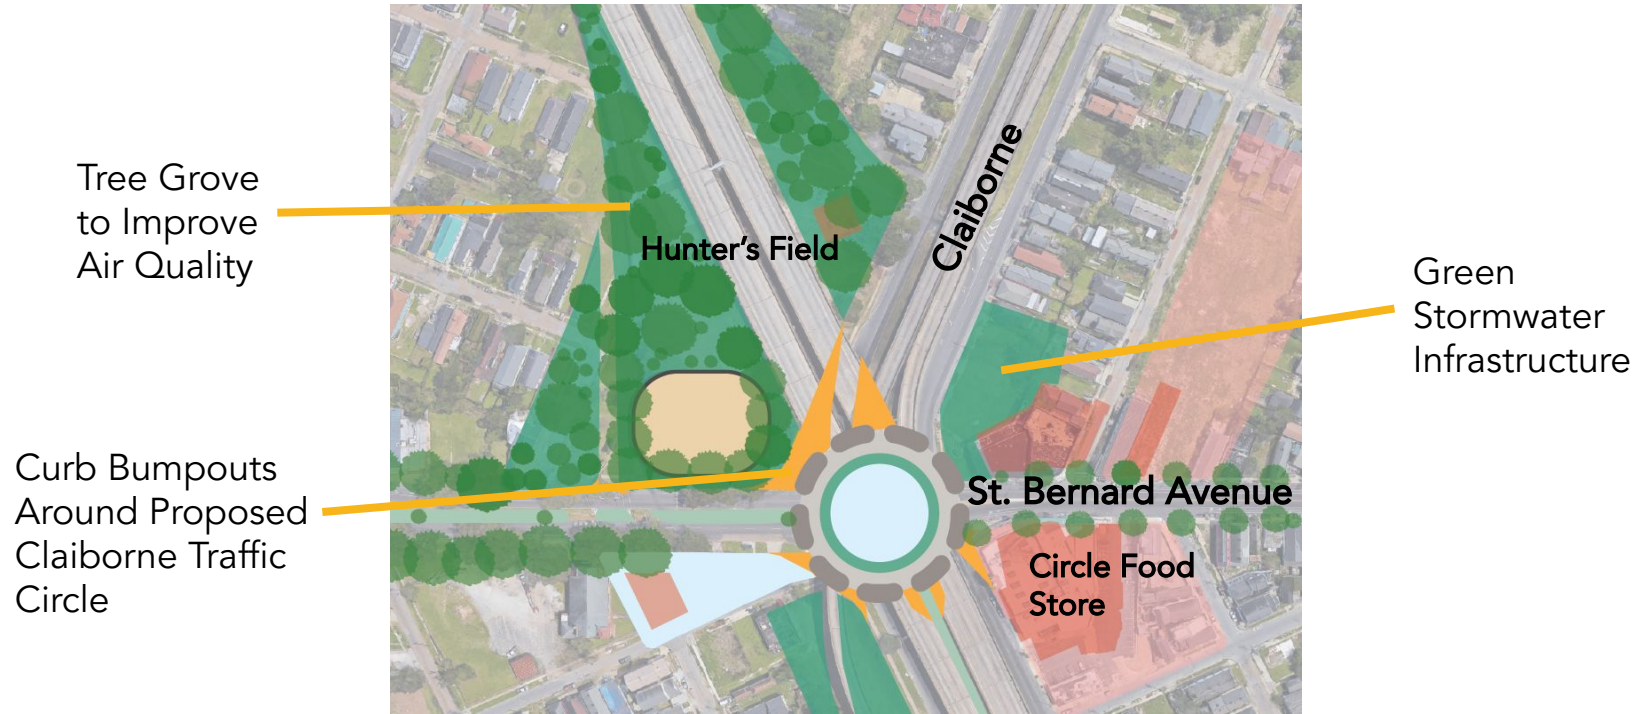 Tree Grove
to Improve
Air Quality
Hunter's Field
Claiborne
Green
Stormwater
Infrastructure
Curb Bumpouts
Around Proposed
Claiborne Traffic
Circle
St. Bernard Avenue
Circle Food
Store